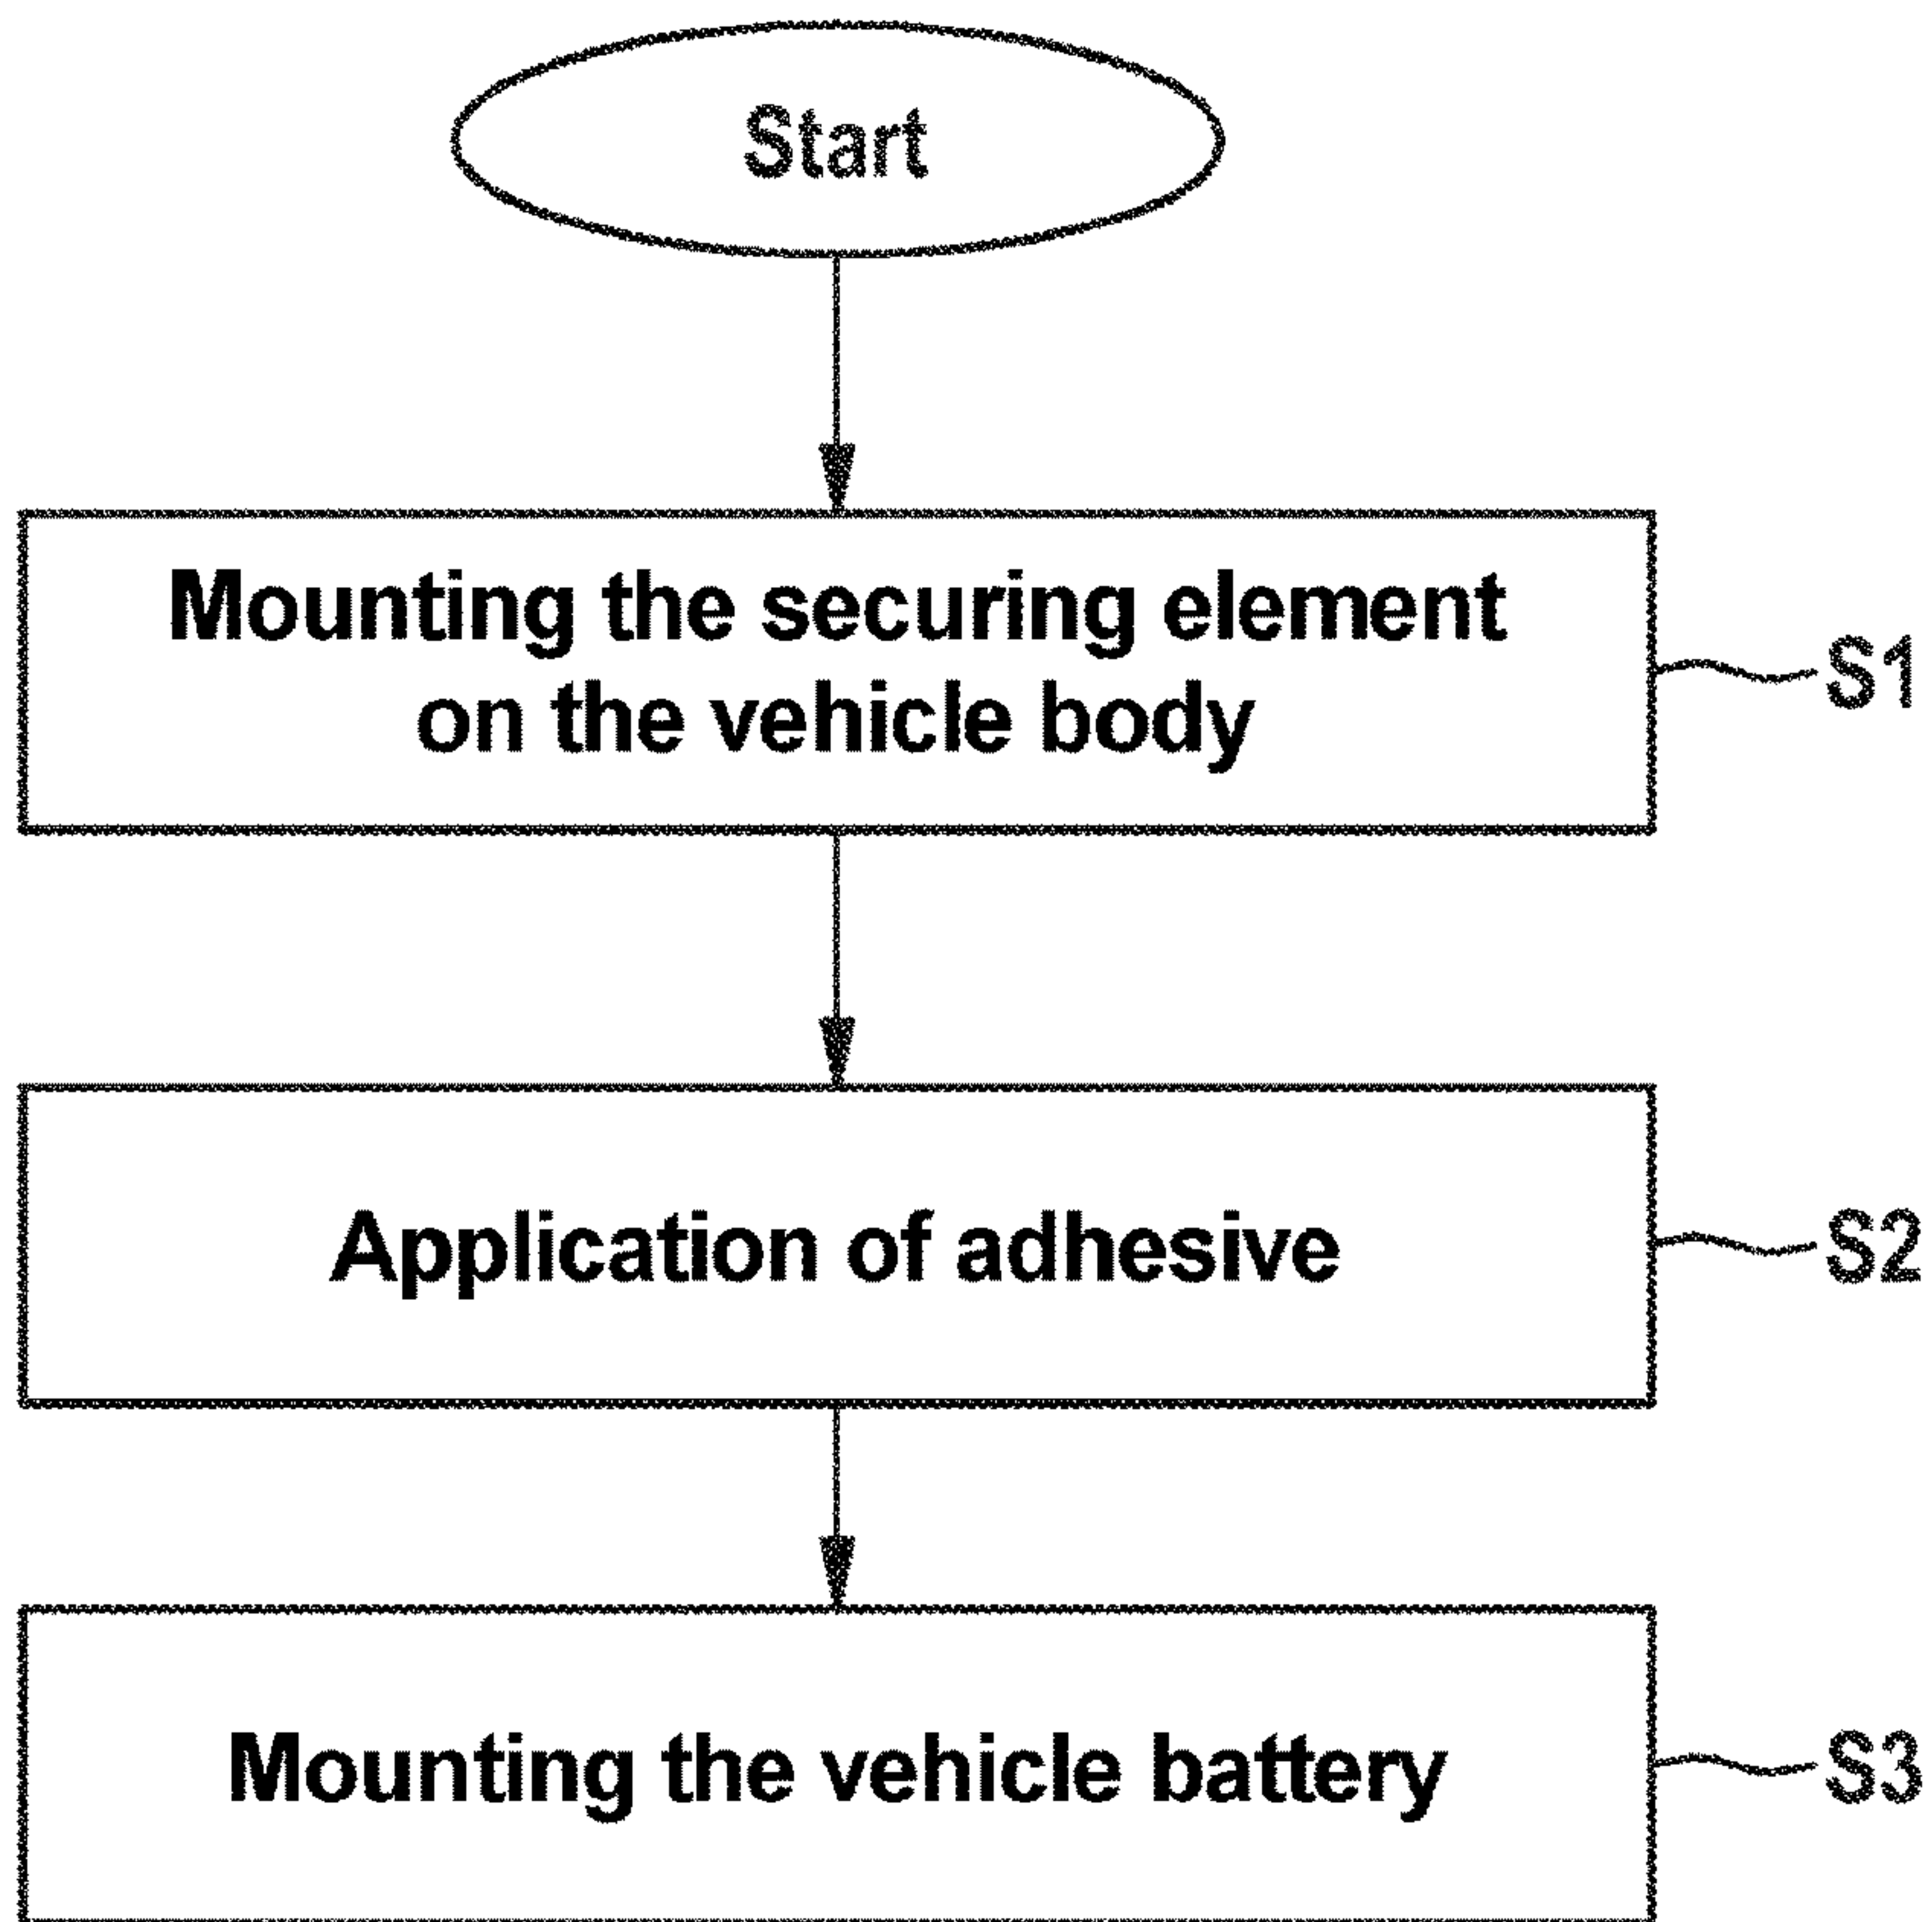 Start
Mounting the securing element
on the vehicle body
S1
Application of adhesive
S2
Mounting the vehicle battery
S3